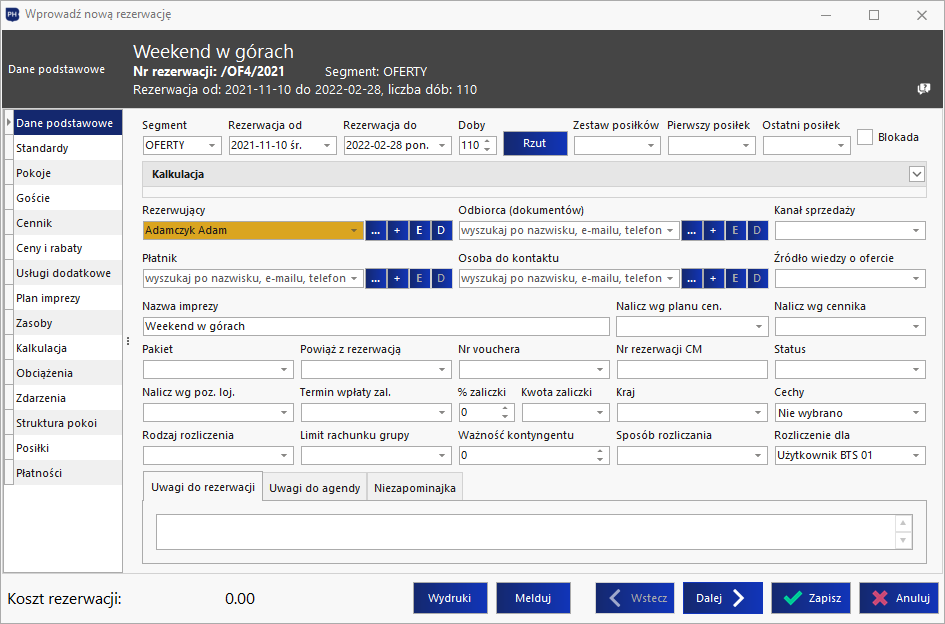 PH
Wprowadź nową rezerwację
Dane podstawowe
Weekend w górach
Nr rezerwacji: /OF4/2021 Segment: OFERTY
Rezerwacja od: 2021-11-10 do 2022-02-28, liczba dób: 110
Dane podstawowe
Standardy
Pokoje
Goście
Cennik
Ceny i rabaty
Usługi dodatkowe
Plan imprezy
Zasoby
Kalkulacja
Obciążenia
Zdarzenia
Struktura pokoi
Posiłki
Płatności
Segment Rezerwacja od Rezerwacja do Doby Zestaw posiłków Pierwszy posiłek Ostatni posiłek
OFERTY 2021-11-10 śr. 2022-02-28 pon. 110 Rzut Blokada
Kalkulacja
Rezerwujący Odbiorca (dokumentów) Kanał sprzedaży
Adamczyk Adam ... + E D wyszukaj po nazwisku, e-mailu, telefon ... + E D
Płatnik Osoba do kontaktu Źródło wiedzy o ofercie
wyszukaj po nazwisku, e-mailu, telefon ... + E D wyszukaj po nazwisku, e-mailu, telefon ... + E D
Nazwa imprezy Nalicz wg planu cen. Nalicz wg cennika
Weekend w górach
Pakiet Powiąż z rezerwacją Nr vouchera Nr rezerwacji CM Status
Nalicz wg poz. loj. Termin wpłaty zal. % zaliczki Kwota zaliczki Kraj Cechy
0 Nie wybrano
Rodzaj rozliczenia Limit rachunku grupy Ważność kontyngentu Sposób rozliczania Rozliczenie dla
0 Użytkownik BTS 01
Uwagi do rezerwacji Uwagi do agendy Niezapominajka
Koszt rezerwacji: 0.00 Wydruki Melduj Wstecz Dalej Zapisz Anuluj